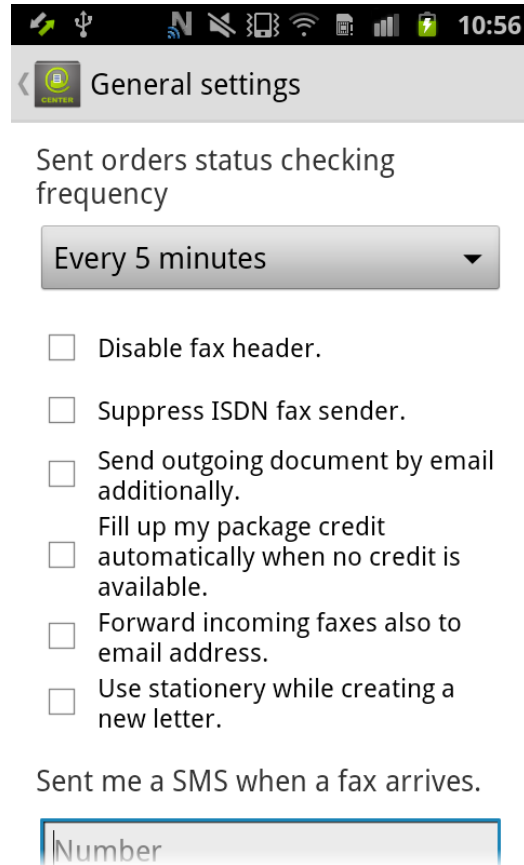 10:56
CENTER
General settings
Sent orders status checking
frequency
Every 5 minutes
Disable fax header.
Suppress ISDN fax sender.
Send outgoing document by email
additionally.
Fill up my package credit
automatically when no credit is
available.
Forward incoming faxes also to
email address.
Use stationery while creating a
new letter.
Sent me a SMS when a fax arrives.
Number